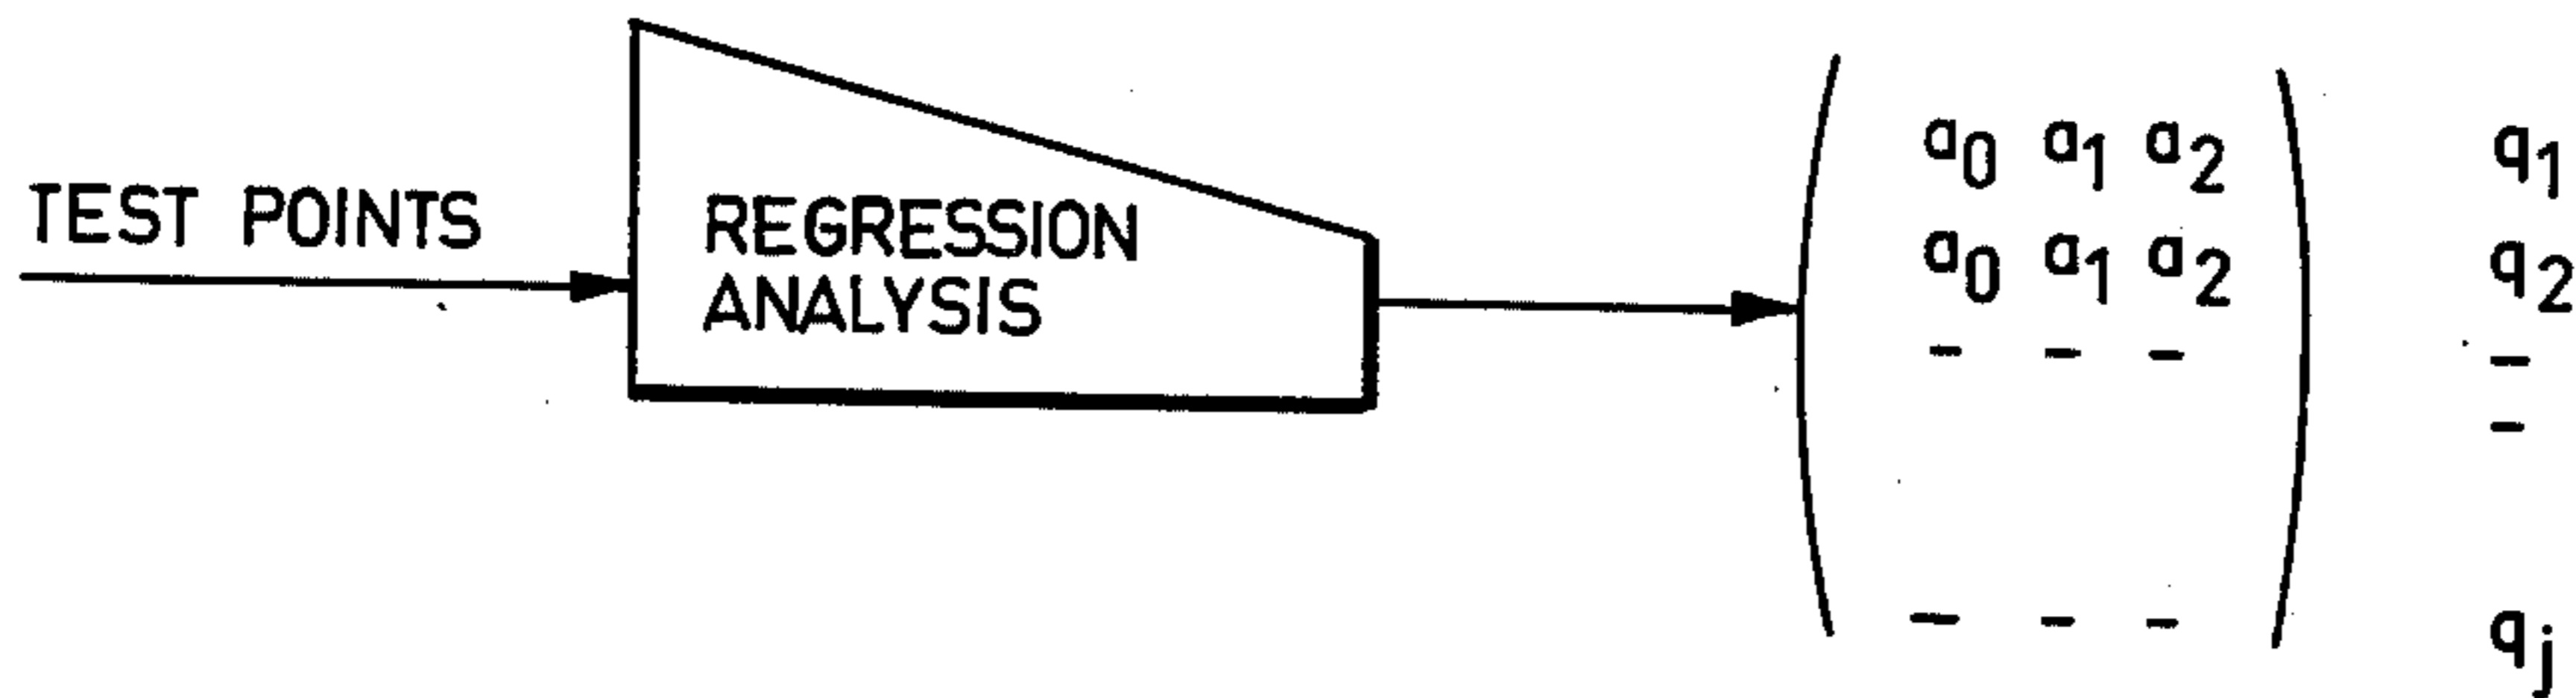 TEST POINTS
REGRESSION
ANALYSIS
a0 a1 a2 q1
a0 a1 a2 q2
- - - -
-
- - - qj